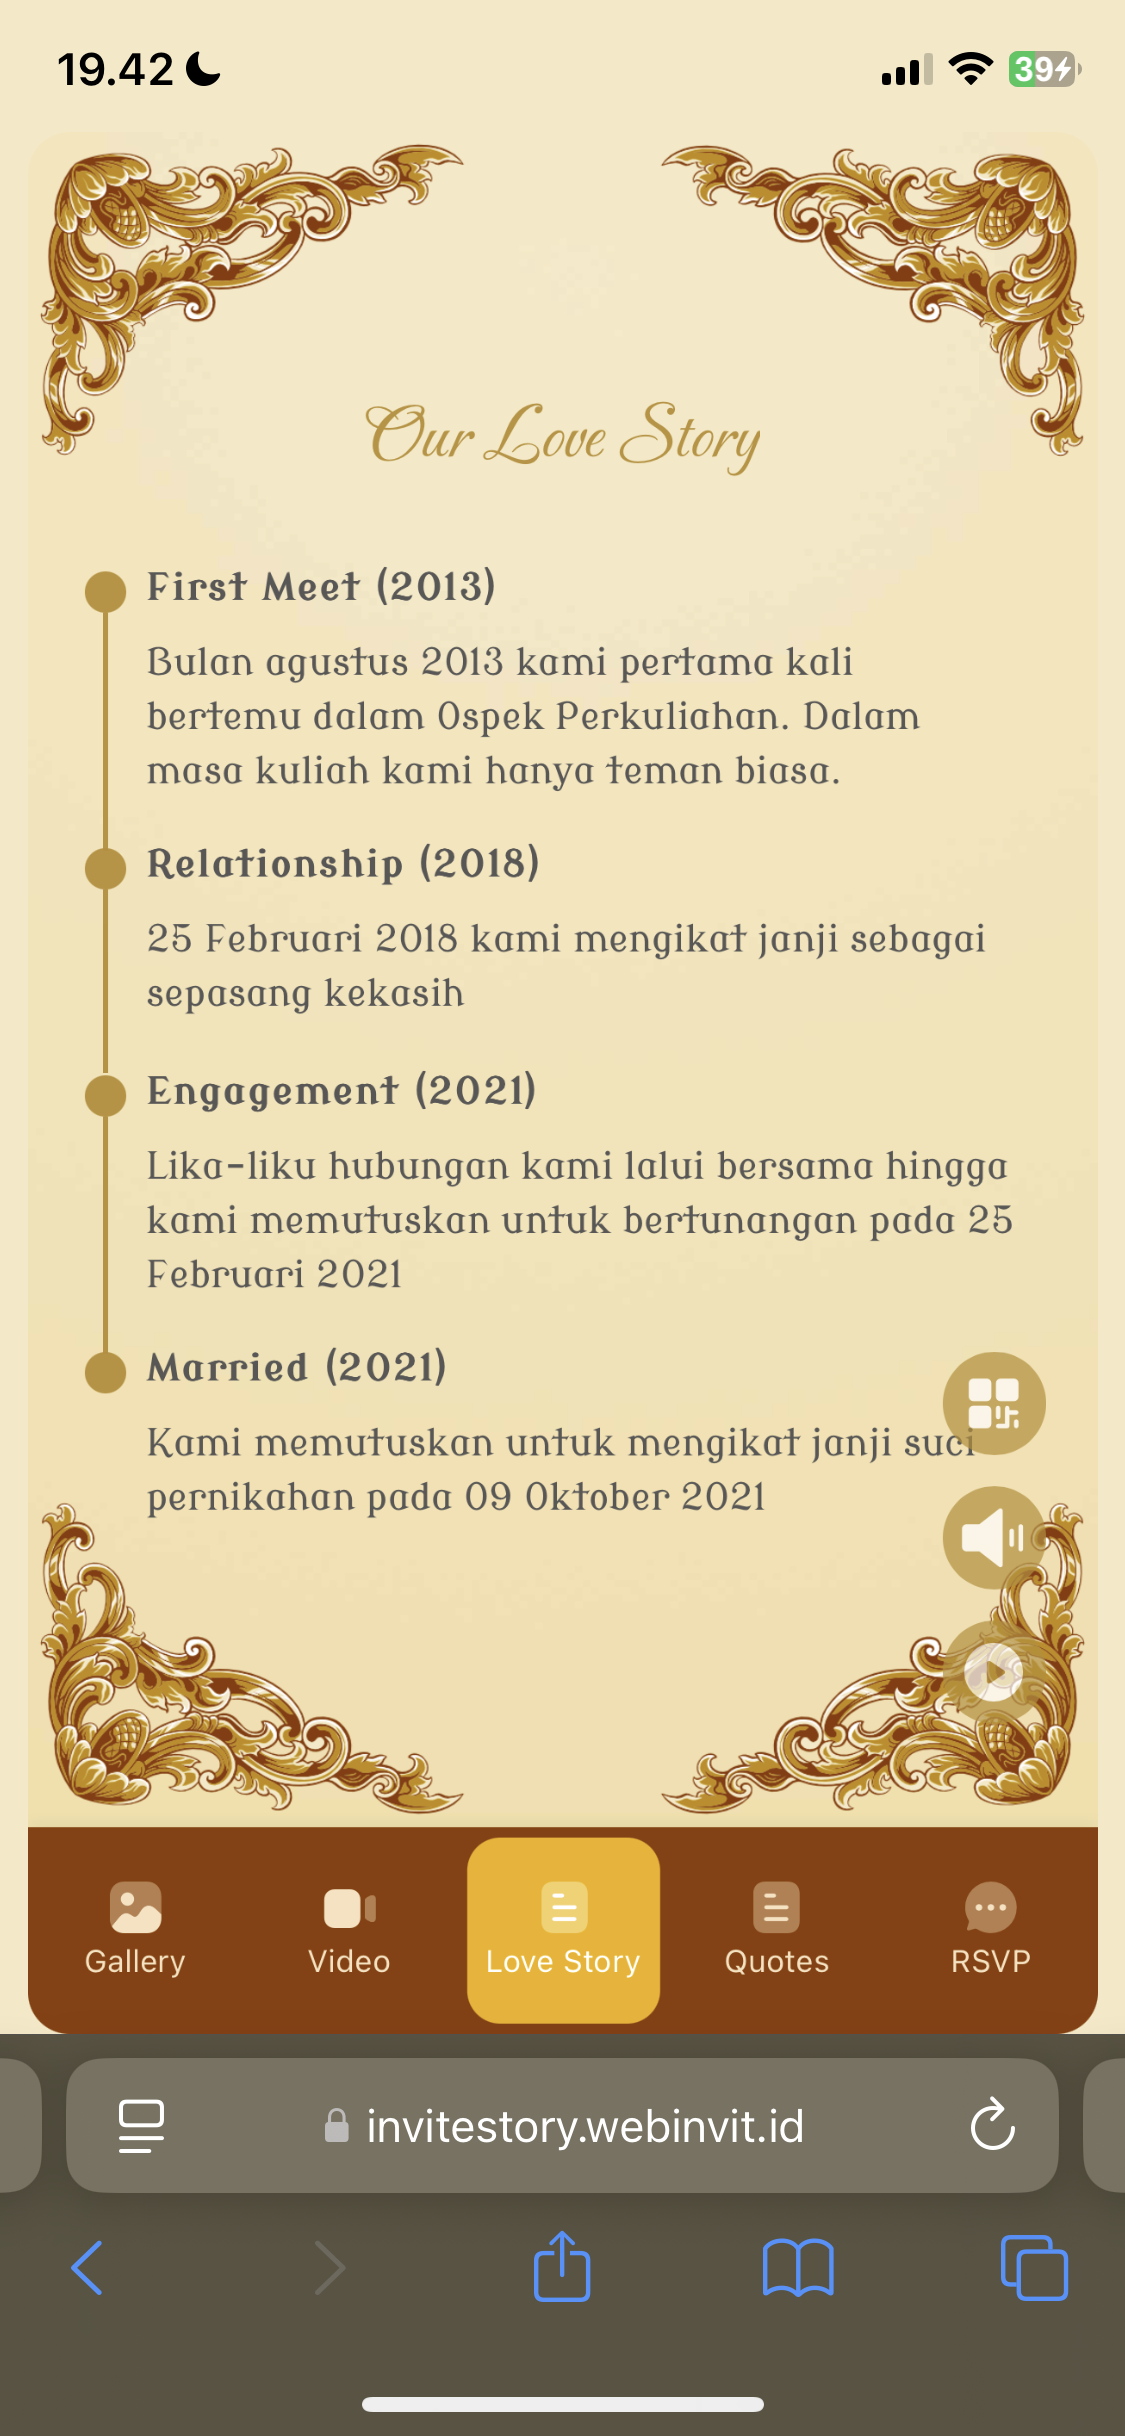 19.42
39
Our Love Story
First Meet (2013)
Bulan agustus 2013 kami pertama kali
bertemu dalam Ospek Perkuliahan. Dalam
masa kuliah kami hanya teman biasa.
Relationship (2018)
25 Februari 2018 kami mengikat janji sebagai
sepasang kekasih
Engagement (2021)
Lika-liku hubungan kami lalui bersama hingga
kami memutuskan untuk bertunangan pada 25
Februari 2021
Married (2021)
Kami memutuskan untuk mengikat janji suci
pernikahan pada 09 Oktober 2021
Gallery
Video
Love Story
Quotes
RSVP
invitestory.webinvit.id